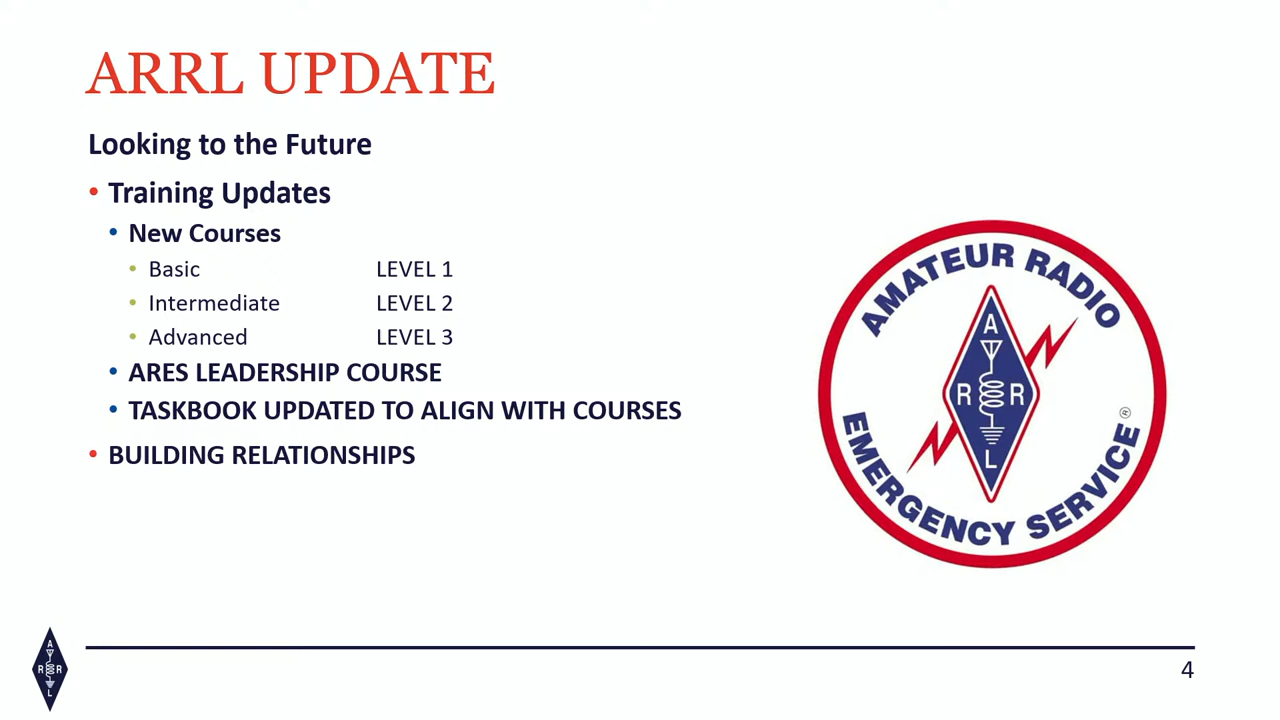 ARRL UPDATE
Looking to the Future
• Training Updates
• New Courses
• Basic LEVEL 1
• Intermediate LEVEL 2
• Advanced LEVEL 3
• ARES LEADERSHIP COURSE
• TASKBOOK UPDATED TO ALIGN WITH COURSES
• BUILDING RELATIONSHIPS
AMATEUR RADIO
A
R R
L
EMERGENCY SERVICE ®
A
R R
L
4